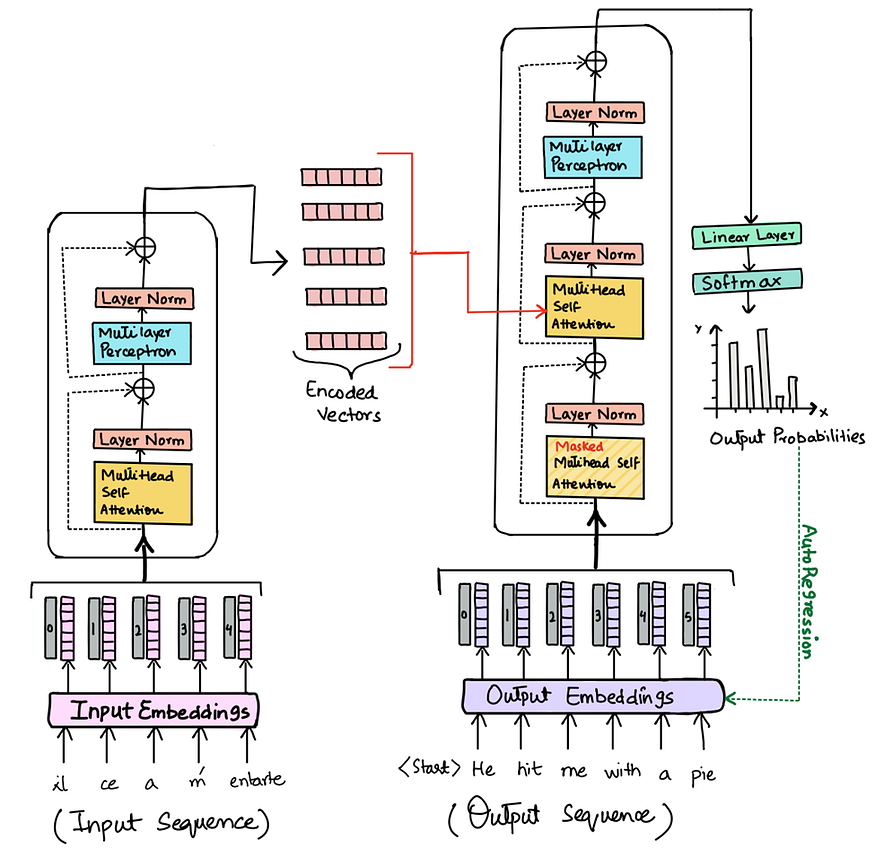 Layer Norm
Multilayer
Perceptron
Layer Norm
MultiHead
Self
Attention
0 1 2 3 4
Input Embeddings
il ce a m' entarte
(Input Sequence)
Encoded
Vectors
Layer Norm
Multilayer
Perceptron
Layer Norm
MultiHead
Self
Attention
Layer Norm
Masked
Mutihead Self
Attention
0 1 2 3 4 5
Output Embeddings
<Start> He hit me with a pie
(Output Sequence)
Linear Layer
Softmax
Y
X
Output Probabilities
AutoRegression